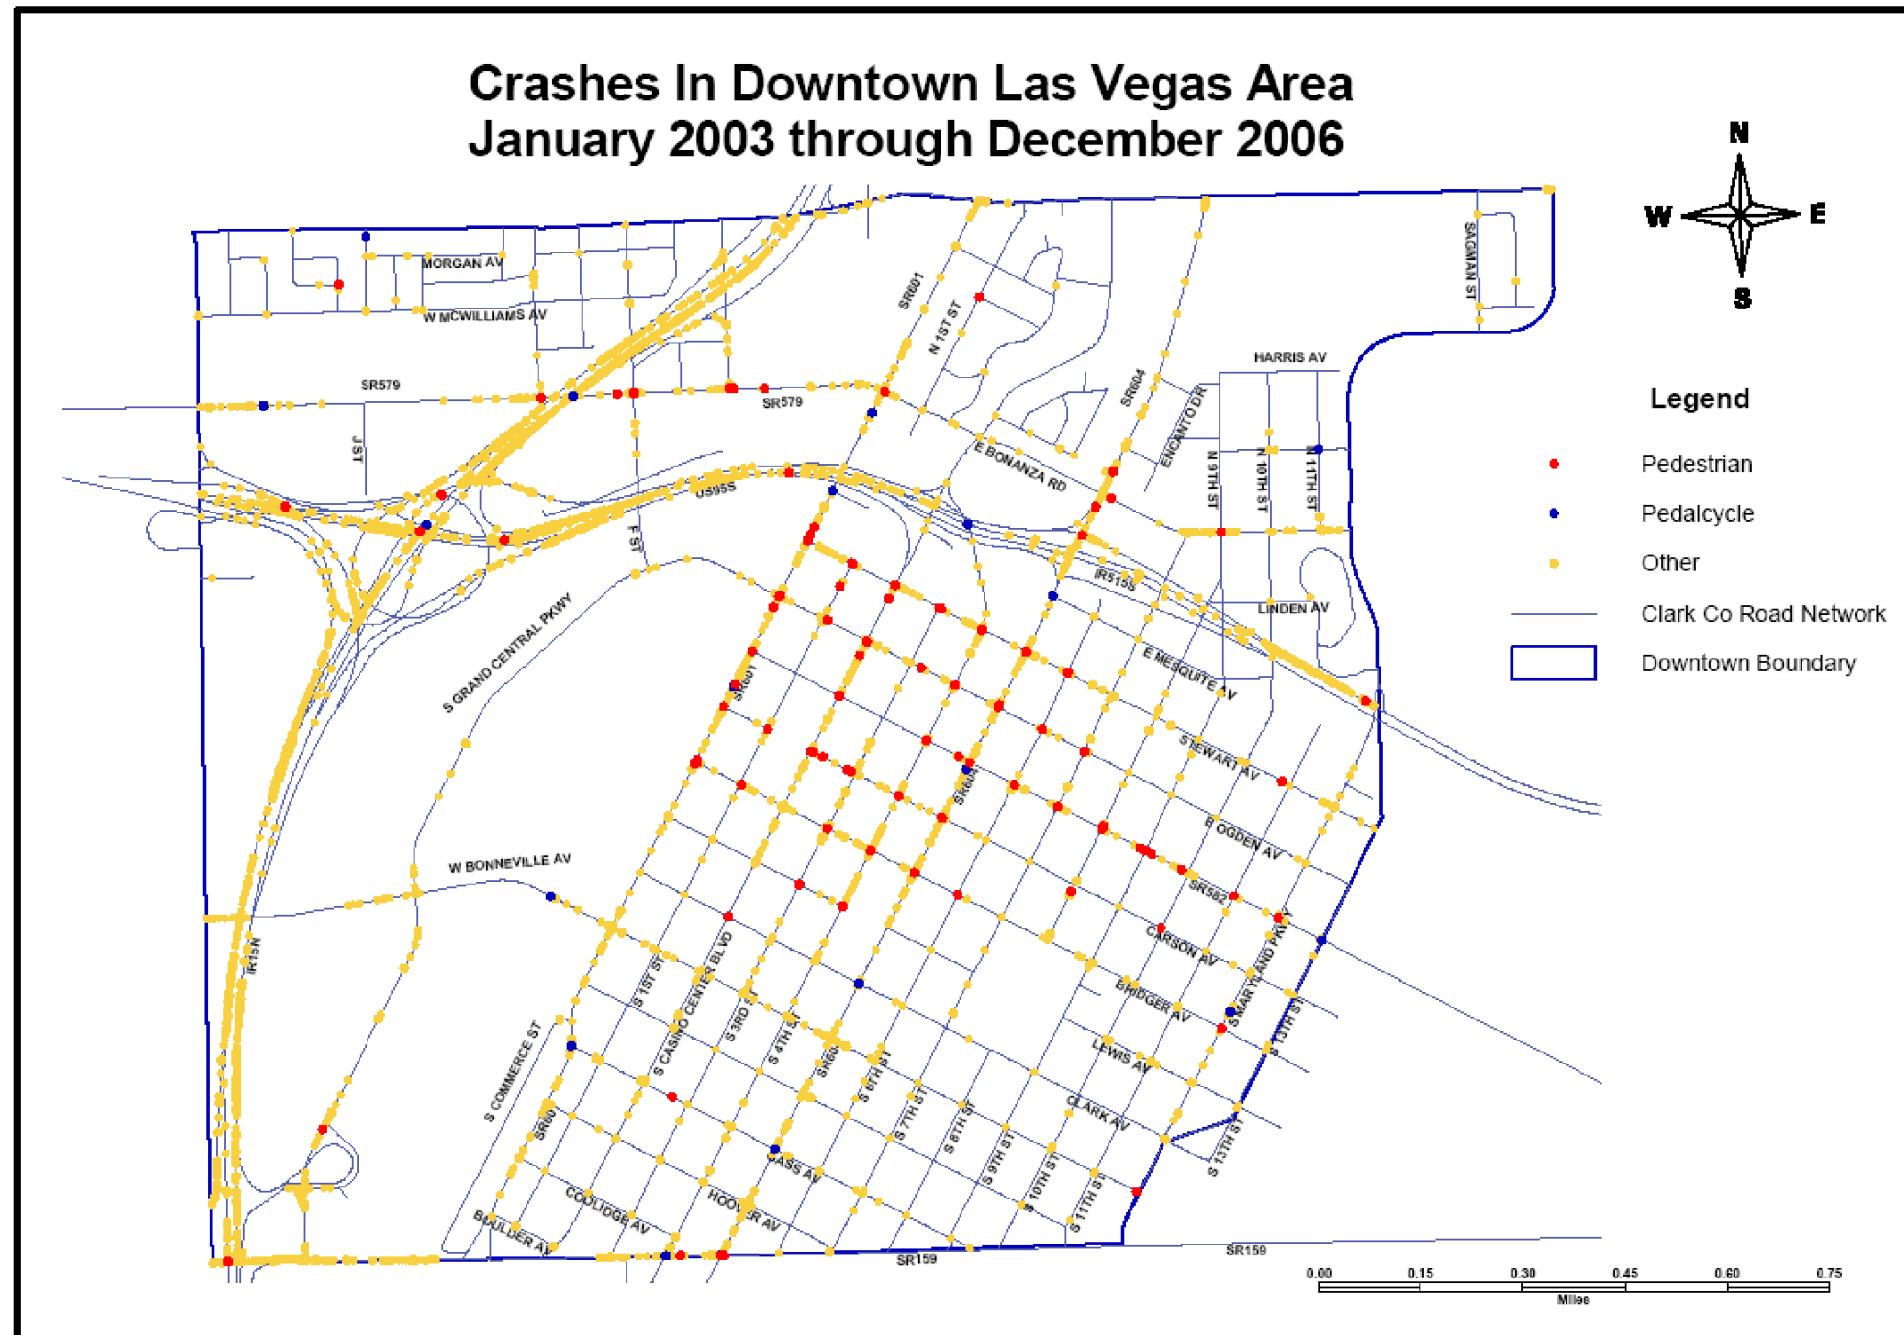 Crashes In Downtown Las Vegas Area
January 2003 through December 2006
N
W
E
S
MORGAN AV
W MCWILLIAMS AV
SR579
SR579
J ST
F ST
US95S
SR601
N 1ST ST
SR604
ENCANTO DR
E BONANZA RD
HARRIS AV
SAGMAN ST
N 9TH ST
N 10TH ST
N 11TH ST
IR515S
LINDEN AV
E MESQUITE AV
S GRAND CENTRAL PKWY
SR601
STEWART AV
SR604
E OGDEN AV
SR582
CARSON AV
S MARYLAND PKWY
BRIDGER AV
S 13TH ST
LEWIS AV
CLARK AV
S 13TH ST
W BONNEVILLE AV
IR15N
S COMMERCE ST
S 1ST ST
S CASINO CENTER BLVD
S 3RD ST
S 4TH ST
SR604
S 6TH ST
S 7TH ST
S 8TH ST
S 9TH ST
S 10TH ST
S 11TH ST
SR60
GASS AV
HOOVER AV
COOLIDGE AV
BOULDER AV
SR159
SR159
Legend
Pedestrian
Pedalcycle
Other
Clark Co Road Network
Downtown Boundary
0.00 0.15 0.30 0.45 0.60 0.75
Miles